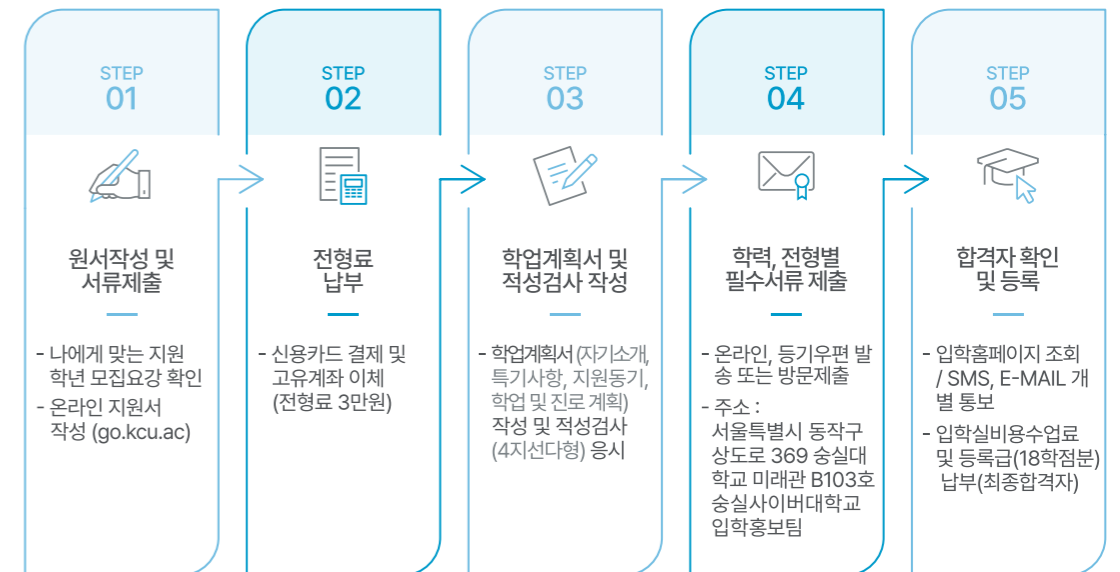 STEP
01
원서작성 및
서류제출
- 나에게 맞는 지원
학년 모집요강 확인
- 온라인 지원서
작성 (go.kcu.ac)
STEP
02
전형료
납부
- 신용카드 결제 및
고유계좌 이체
(전형료 3만원)
STEP
03
학업계획서 및
적성검사 작성
- 학업계획서 (자기소개,
특기사항, 지원동기,
학업 및 진로 계획)
작성 및 적성검사
(4지선다형) 응시
STEP
04
학력, 전형별
필수서류 제출
- 온라인, 등기우편 발
송 또는 방문제출
- 주소 :
서울특별시 동작구
상도로 369 숭실대
학교 미래관 B103호
숭실사이버대학교
입학홍보팀
STEP
05
합격자 확인
및 등록
- 입학홈페이지 조회
/ SMS, E-MAIL 개
별 통보
- 입학실비용수업료
및 등록급(18학점분)
납부(최종합격자)